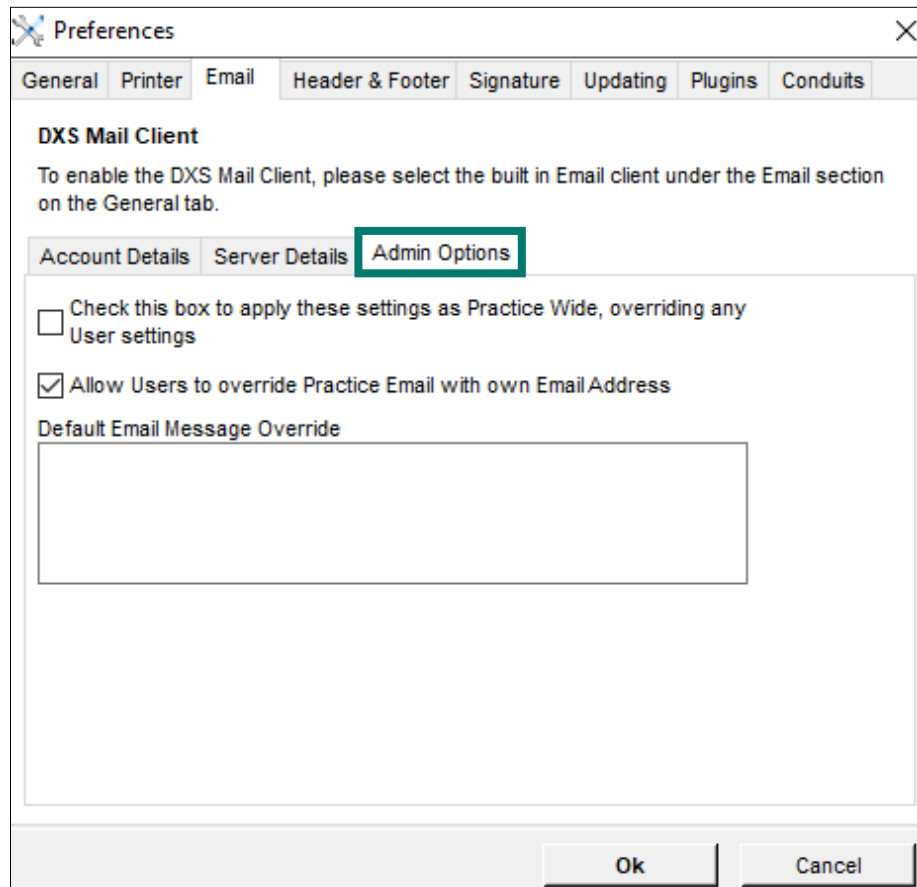 Preferences
General Printer Email Header & Footer Signature Updating Plugins Conduits
DXS Mail Client
To enable the DXS Mail Client, please select the built in Email client under the Email section
on the General tab.
Account Details Server Details Admin Options
Check this box to apply these settings as Practice Wide, overriding any
User settings
Allow Users to override Practice Email with own Email Address
Default Email Message Override
Ok Cancel